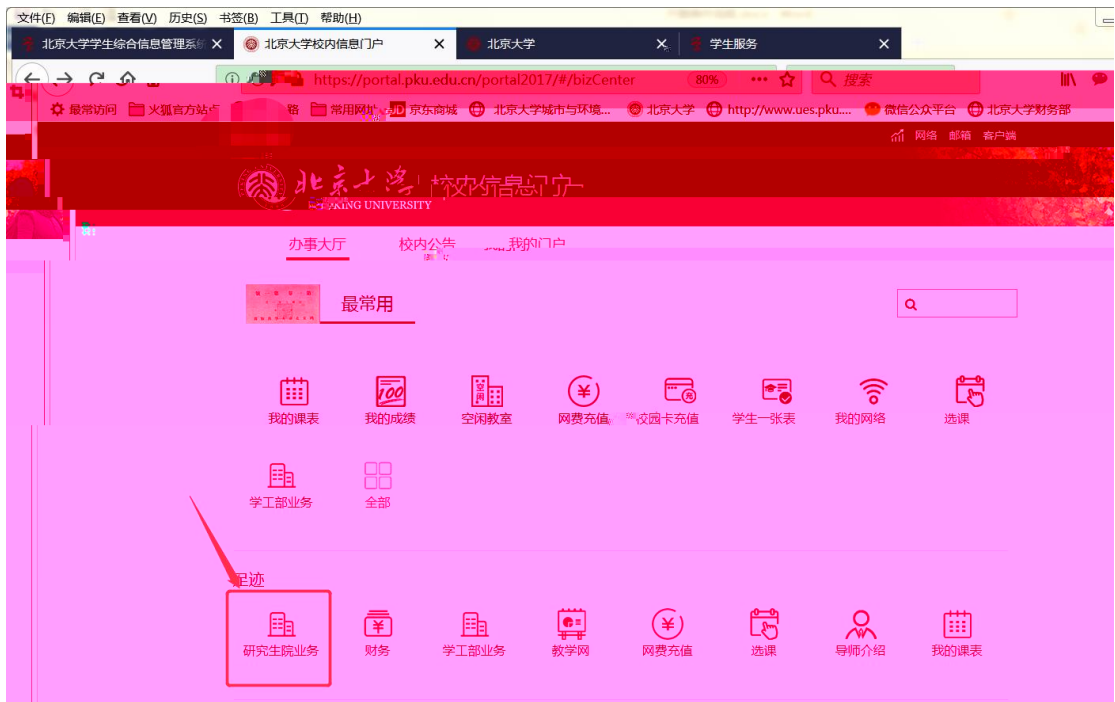 文件(F) 编辑(E) 查看(V) 历史(S) 书签(B) 工具(T) 帮助(H)
北京大学学生综合信息管理系统 北京大学校内信息门户 北京大学 学生服务
https://portal.pku.edu.cn/portal2017/#/bizCenter 80% 搜索
最常访问 火狐官方站点 路 常用网址 JD 京东商城 北京大学城市与环境... 北京大学 http://www.ues.pku.... 微信公众平台 北京大学财务部
网络 邮箱 客户端
北京大学 校内信息门户
KING UNIVERSITY
办事大厅 校内公告 我的门户
最常用
我的课表 我的成绩 空闲教室 网费充值 校园卡充值 学生一张表 我的网络 选课
学工部业务 全部
足迹
研究生院业务 财务 学工部业务 教学网 网费充值 选课 导师介绍 我的课表